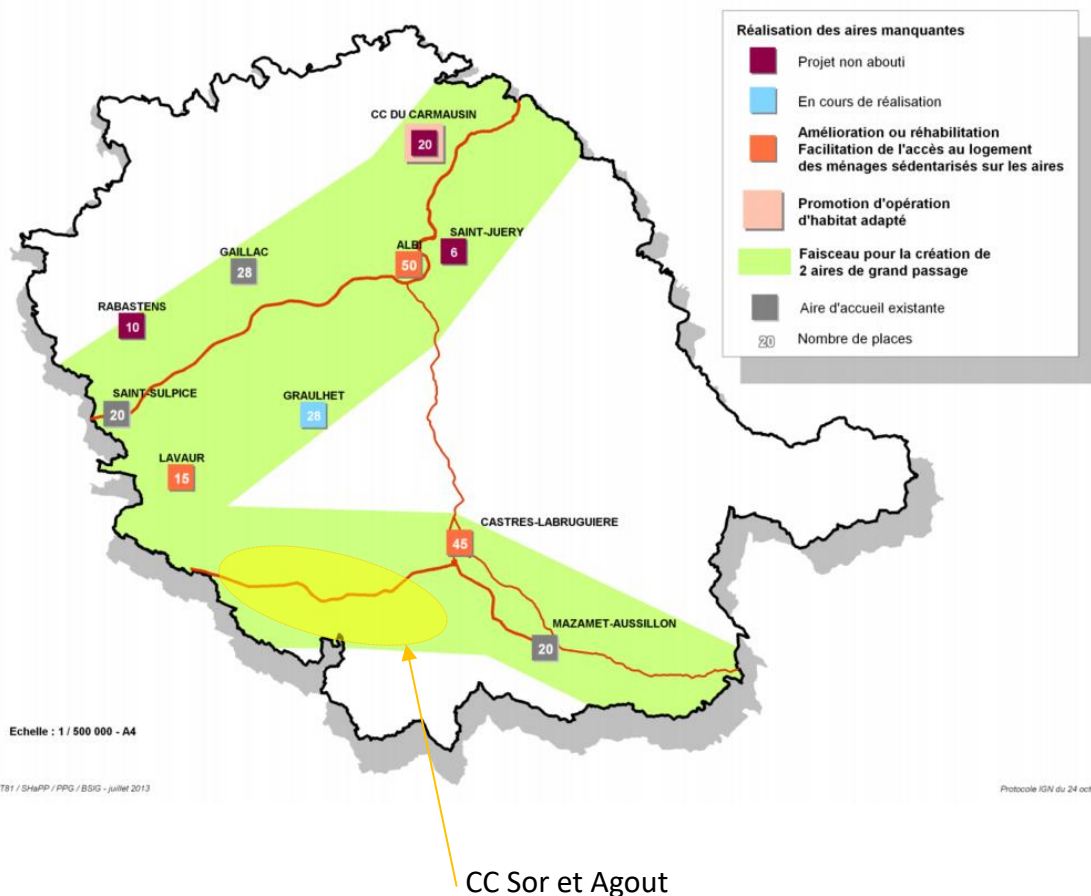 Réalisation des aires manquantes
Projet non abouti
En cours de réalisation
Amélioration ou réhabilitation
Facilitation de l'accès au logement
des ménages sédentarisés sur les aires
Promotion d'opération
d'habitat adapté
Faisceau pour la création de
2 aires de grand passage
Aire d'accueil existante
20 Nombre de places
CC DU CARMAUSIN
20
SAINT-JUERY
6
ALBI
50
GAILLAC
28
RABASTENS
10
SAINT-SULPICE
20
GRAULHET
28
LAVAUR
15
CASTRES-LABRUGUIERE
45
MAZAMET-AUSSILLON
20
Echelle : 1 / 500 000 - A4
T81 / SHaPP / PPG / BSIG - juillet 2013
Protocole IGN du 24 oct
CC Sor et Agout